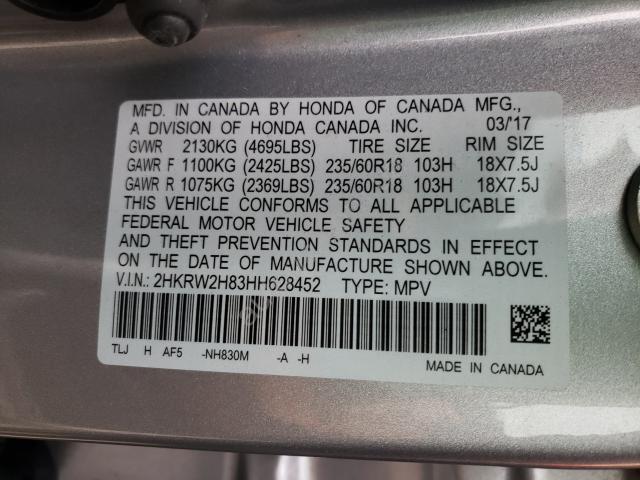 MFD. IN CANADA BY HONDA OF CANADA MFG.,
A DIVISION OF HONDA CANADA INC. 03/'17
GVWR 2130KG (4695LBS) TIRE SIZE RIM SIZE
GAWR F 1100KG (2425LBS) 235/60R18 103H 18X7.5J
GAWR R 1075KG (2369LBS) 235/60R18 103H 18X7.5J
THIS VEHICLE CONFORMS TO ALL APPLICABLE
FEDERAL MOTOR VEHICLE SAFETY
AND THEFT PREVENTION STANDARDS IN EFFECT
ON THE DATE OF MANUFACTURE SHOWN ABOVE.
V.I.N.: 2HKRW2H83HH628452 TYPE: MPV
TLJ H AF5 -NH830M -A -H
MADE IN CANADA